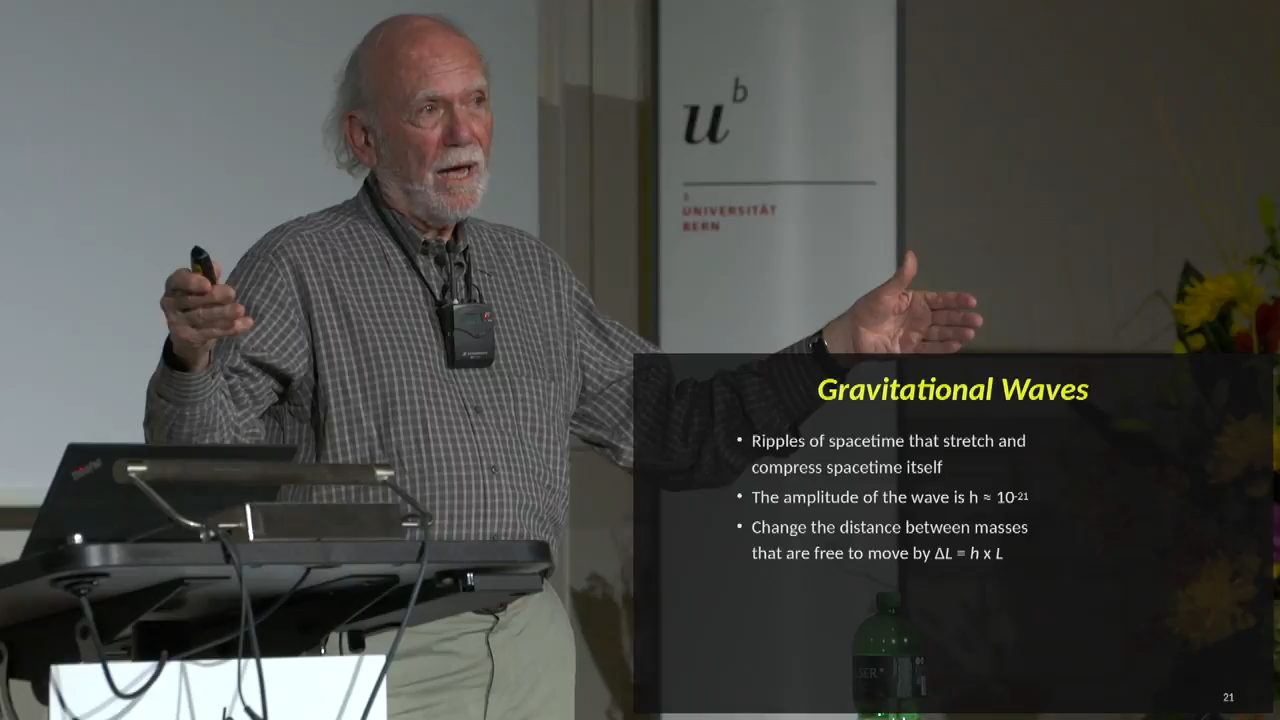 u b
UNIVERSITÄT
BERN
ThinkPad
Gravitational Waves
• Ripples of spacetime that stretch and
compress spacetime itself
• The amplitude of the wave is h ≈ 10-21
• Change the distance between masses
that are free to move by ΔL = h x L
21